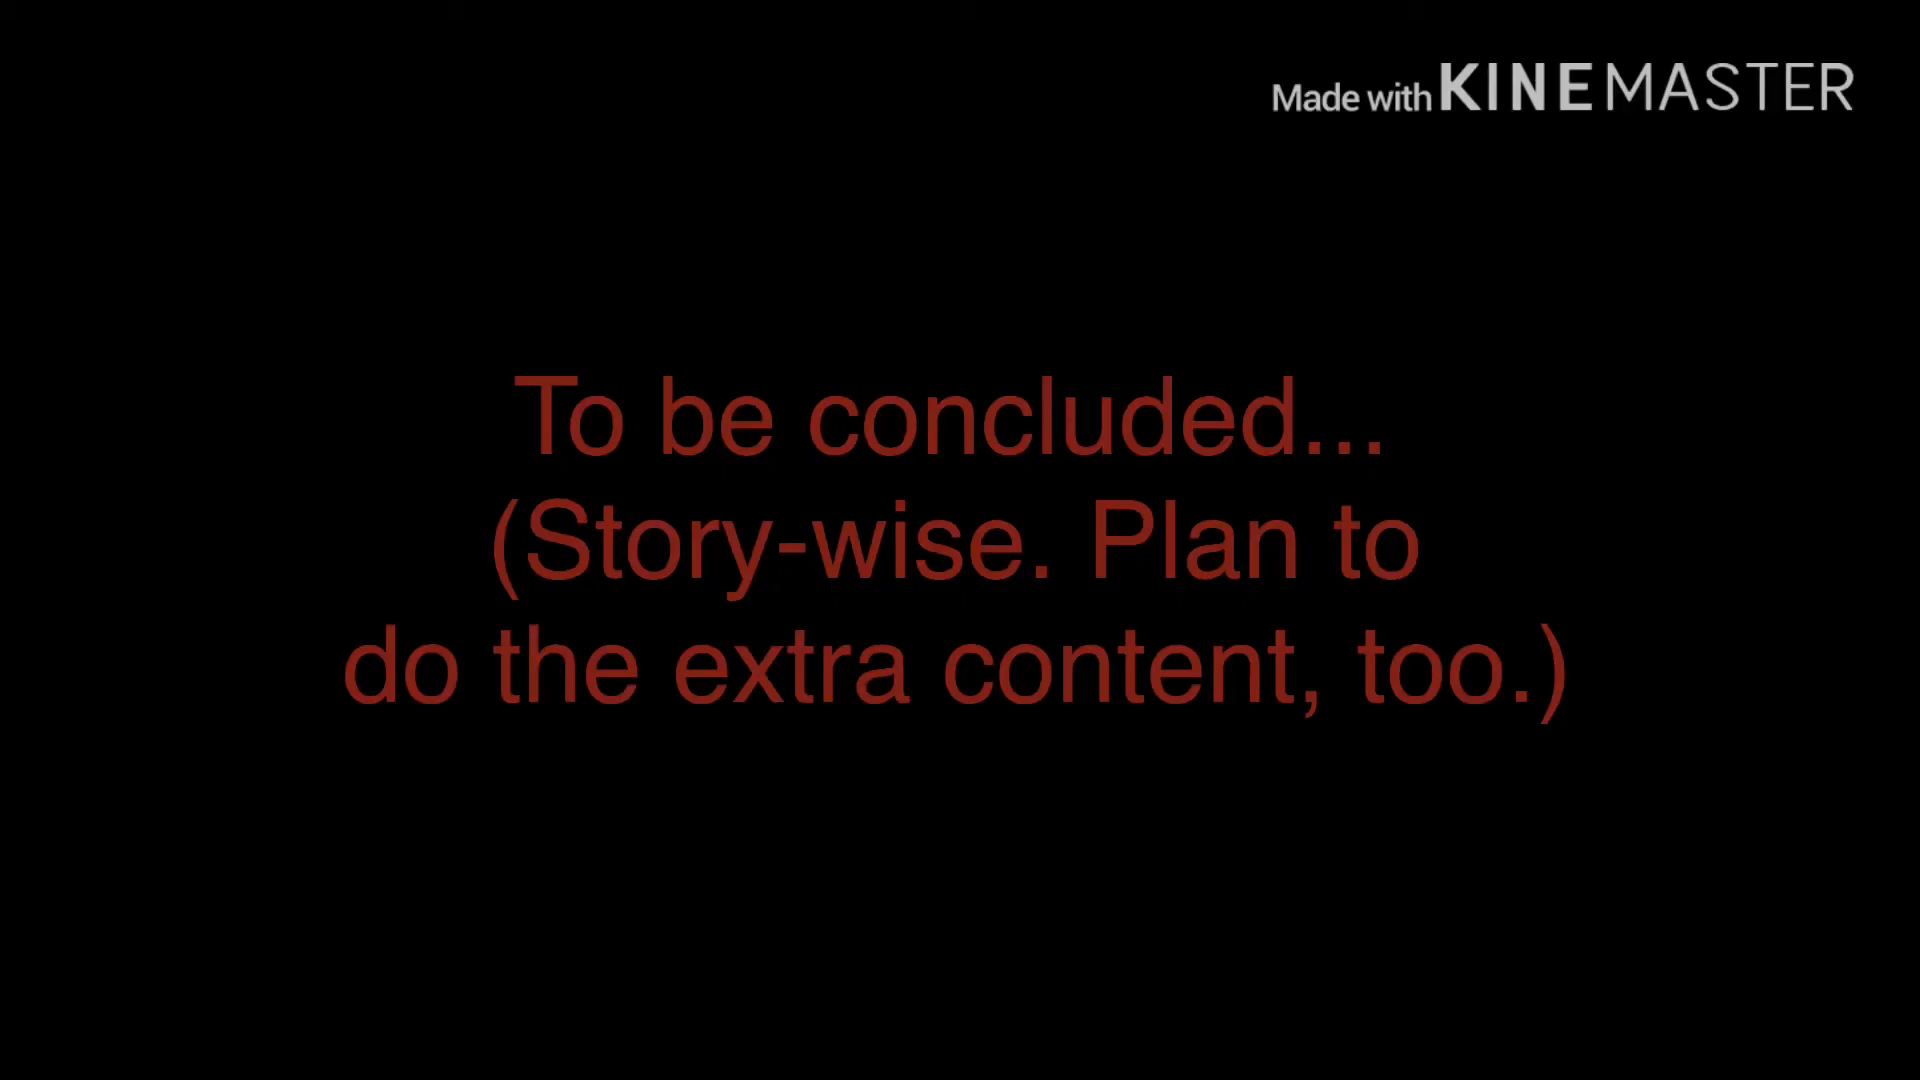 Made with KINEMASTER
To be concluded...
(Story-wise. Plan to
do the extra content, too.)